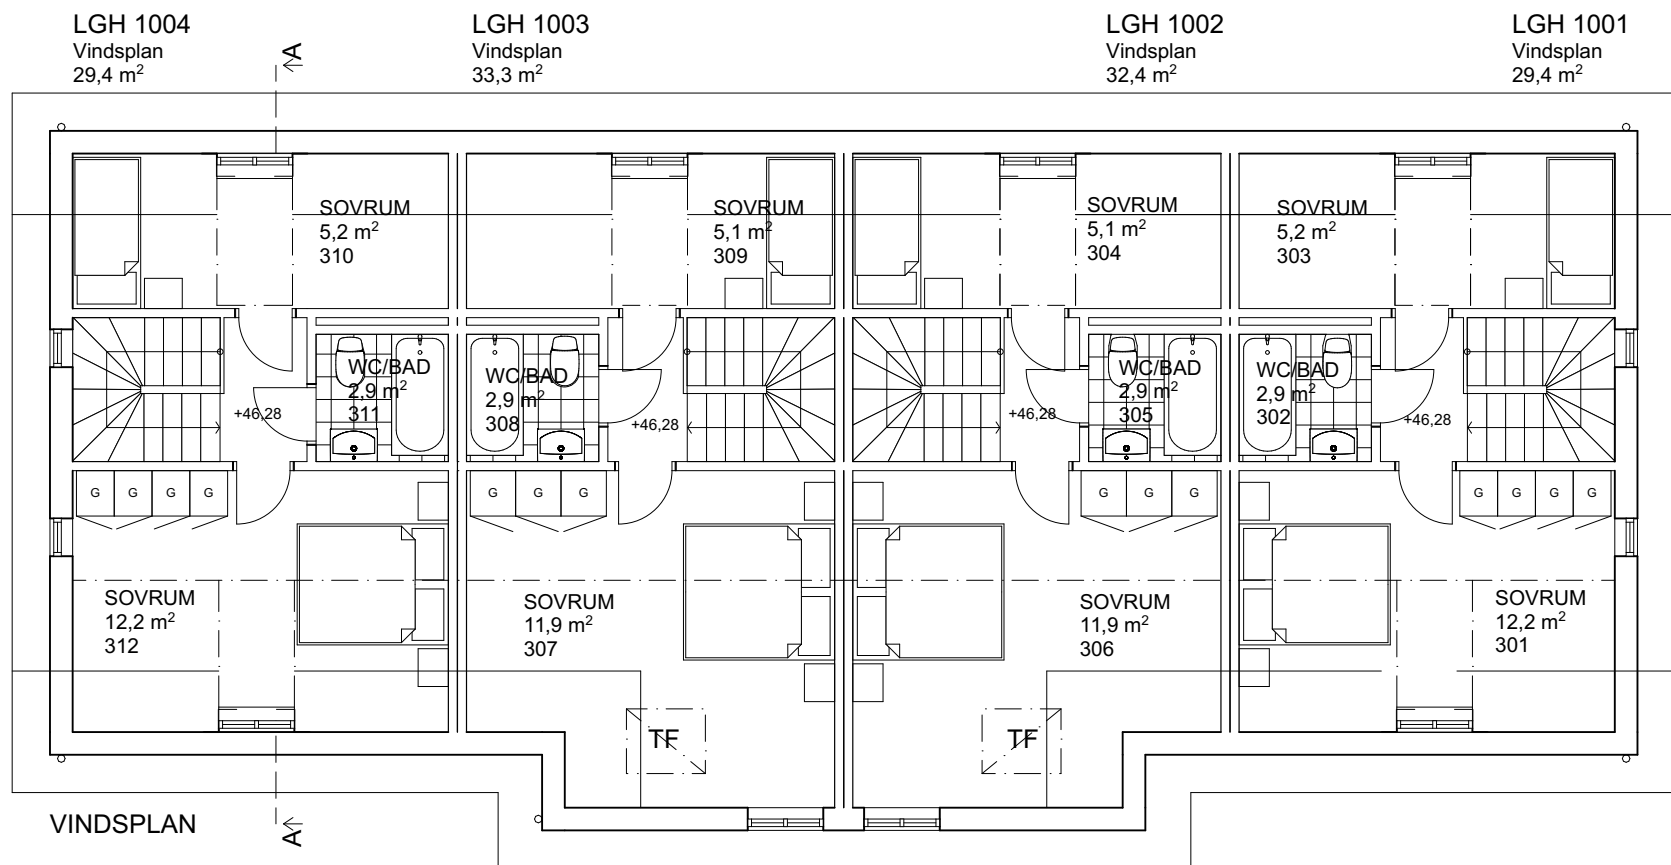 LGH 1004
Vindsplan
29,4 m²
A
LGH 1003
Vindsplan
33,3 m²
LGH 1002
Vindsplan
32,4 m²
LGH 1001
Vindsplan
29,4 m²
SOVRUM
5,2 m²
310
SOVRUM
5,1 m²
309
SOVRUM
5,1 m²
304
SOVRUM
5,2 m²
303
WC/BAD
2,9 m²
311
WC/BAD
2,9 m²
308
WC/BAD
2,9 m²
305
WC/BAD
2,9 m²
302
+46,28
+46,28
+46,28
+46,28
G G G G
G G G
G G G
G G G G
SOVRUM
12,2 m²
312
SOVRUM
11,9 m²
307
SOVRUM
11,9 m²
306
SOVRUM
12,2 m²
301
TF
TF
VINDSPLAN
A